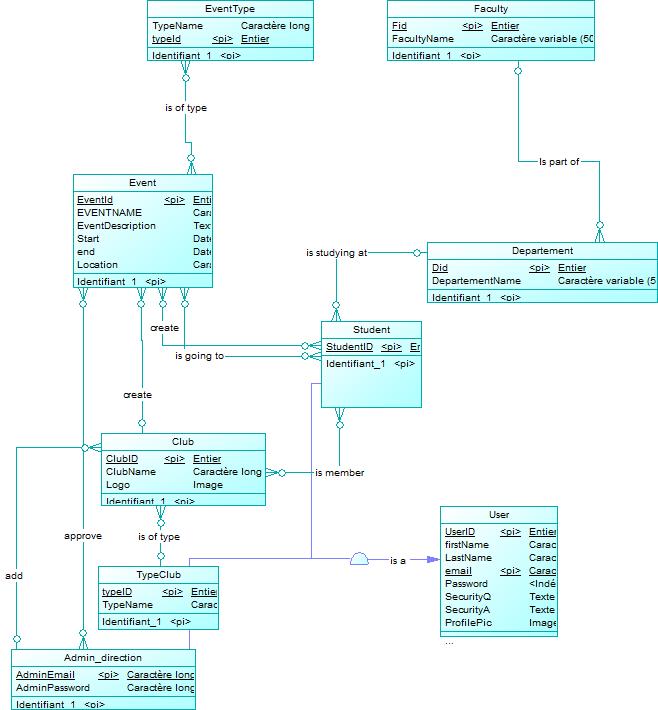 EventType
TypeName Caractère long
typeId <pi> Entier
Identifiant_1 <pi>
Faculty
Fid <pi> Entier
FacultyName Caractère variable (50
Identifiant_1 <pi>
is of type
Is part of
Event
EventId <pi> Enti
EVENTNAME Cara
EventDescription Tex
Start Date
end Date
Location Cara
Identifiant_1 <pi>
is studying at
Departement
Did <pi> Entier
DepartementName Caractère variable (5
Identifiant_1 <pi>
create
is going to
Student
StudentID <pi> En
Identifiant_1 <pi>
create
Club
ClubID <pi> Entier
ClubName Caractère long
Logo Image
Identifiant_1 <pi>
is member
approve
is of type
add
TypeClub
typeID <pi> Entie
TypeName Carac
Identifiant_1 <pi>
is a
User
UserID <pi> Entier
firstName Carac
LastName Carac
email <pi> Carac
Password <Indé
SecurityQ Texte
SecurityA Texte
ProfilePic Image
...
Admin_direction
AdminEmail <pi> Caractère long
AdminPassword Caractère long
Identifiant_1 <pi>